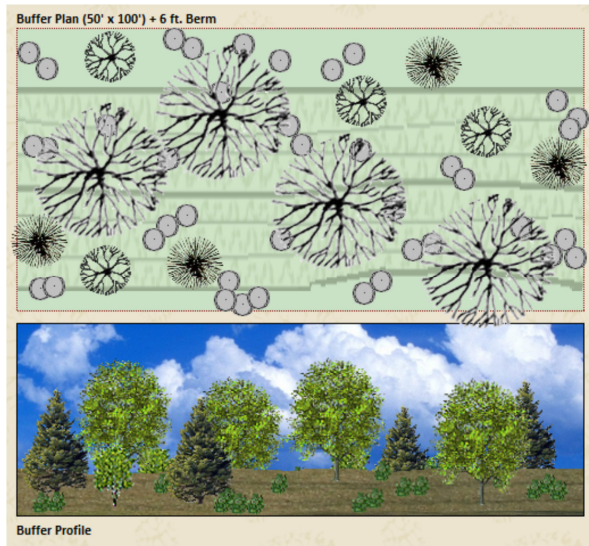 Buffer Plan (50' x 100') + 6 ft. Berm
Buffer Profile